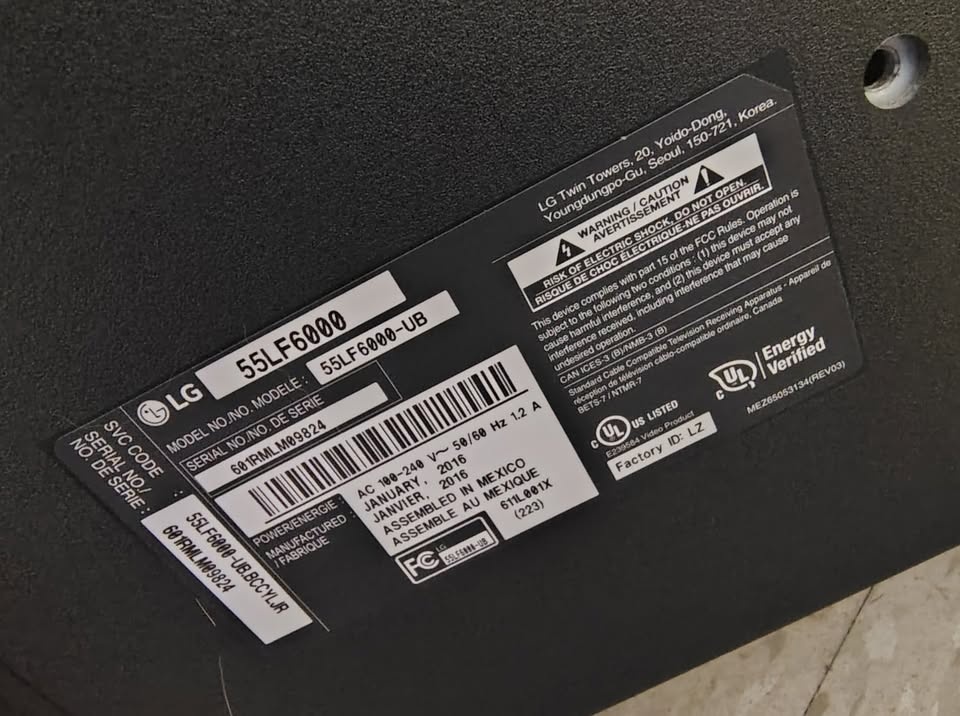 LG
55LF6000
MODEL NO./NO. MODELE :
55LF6000-UB
SERIAL NO./NO. DE SERIE
601RMLM09824
POWER/ENERGIE :
AC 100-240 V~ 50/60 Hz 1.2 A
MANUFACTURED :
/FABRIQUE
JANUARY, 2016
JANVIER, 2016
ASSEMBLED IN MEXICO
ASSEMBLE AU MEXIQUE
611L001X
(223)
FC
LG
55LF6000-UB
SVC CODE :
SERIAL NO./
NO DE SERIE :
55LF6000-UB.BCCYLJR
601RMLM09824
LG Twin Towers, 20, Yoido-Dong,
Youngdungpo-Gu, Seoul, 150-721, Korea.
WARNING / CAUTION
AVERTISSEMENT
RISK OF ELECTRIC SHOCK, DO NOT OPEN.
RISQUE DE CHOC ÉLECTRIQUE-NE PAS OUVRIR.
This device complies with part 15 of the FCC Rules. Operation is
subject to the following two conditions : (1) this device may not
cause harmful interference, and (2) this device must accept any
interference received, including interference that may cause
undesired operation.
CAN ICES-3 (B)/NMB-3 (B)
Standard Cable Compatible Television Receiving Apparatus - Appareil de
réception de télévision câblo-compatible ordinaire, Canada
BETS-7 / NTMR-7
C UL US LISTED
E239584 Video Product
Factory ID: LZ
UL
Energy
Verified
MEZ65053134(REV03)